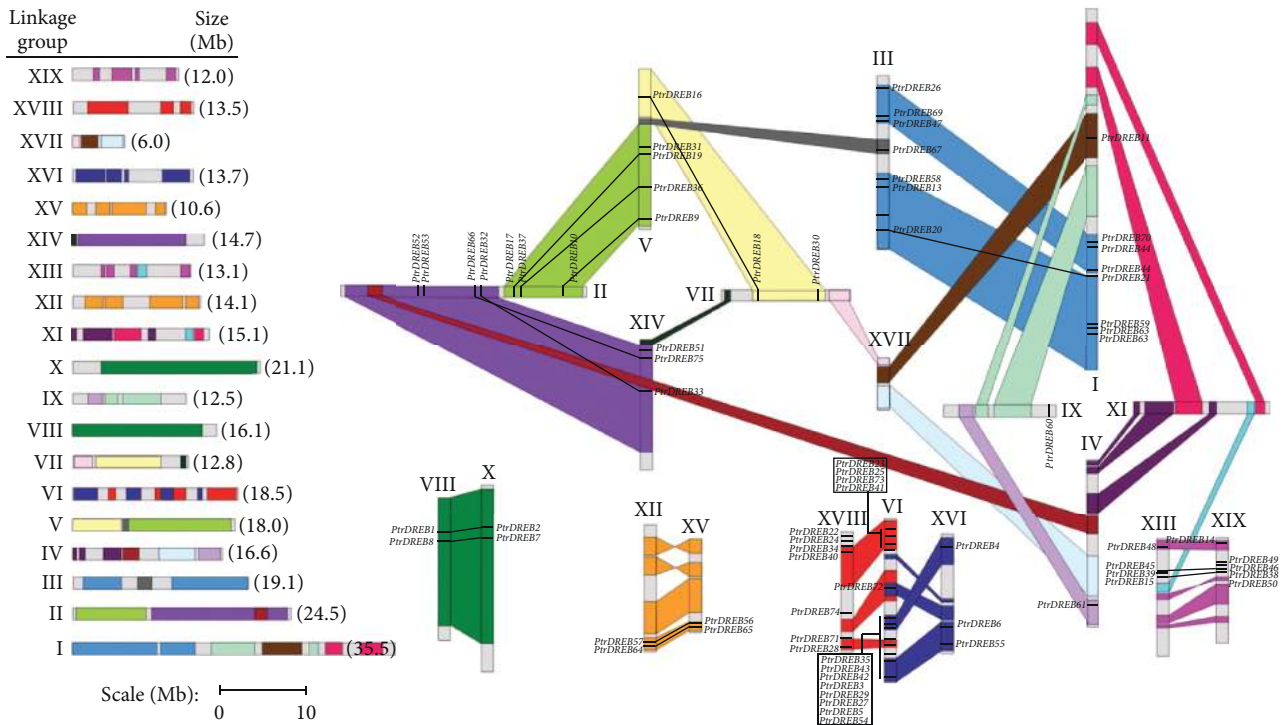 Linkage group
Size (Mb)
XIX (12.0)
XVIII (13.5)
XVII (6.0)
XVI (13.7)
XV (10.6)
XIV (14.7)
XIII (13.1)
XII (14.1)
XI (15.1)
X (21.1)
IX (12.5)
VIII (16.1)
VII (12.8)
VI (18.5)
V (18.0)
IV (16.6)
III (19.1)
II (24.5)
I (35.5)
Scale (Mb):
0 10
PtrDREB16
PtrDREB31
PtrDREB19
PtrDREB36
PtrDREB9
V
PtrDREB52
PtrDREB53
PtrDREB66
PtrDREB32
PtrDREB17
PtrDREB37
PtrDREB10
II
VII
PtrDREB18
PtrDREB30
XIV
PtrDREB51
PtrDREB75
PtrDREB33
III
PtrDREB26
PtrDREB69
PtrDREB47
PtrDREB67
PtrDREB58
PtrDREB13
PtrDREB20
PtrDREB11
PtrDREB70
PtrDREB44
PtrDREB44
PtrDREB21
PtrDREB59
PtrDREB63
PtrDREB63
I
XVII
IX
PtrDREB60
XI
IV
PtrDREB61
VIII
X
PtrDREB1
PtrDREB8
PtrDREB2
PtrDREB7
XII
XV
PtrDREB56
PtrDREB65
PtrDREB57
PtrDREB64
PtrDREB23
PtrDREB25
PtrDREB73
PtrDREB41
XVIII
VI
XVI
PtrDREB22
PtrDREB24
PtrDREB34
PtrDREB40
PtrDREB72
PtrDREB74
PtrDREB71
PtrDREB28
PtrDREB4
PtrDREB6
PtrDREB55
PtrDREB35
PtrDREB43
PtrDREB42
PtrDREB3
PtrDREB29
PtrDREB27
PtrDREB5
PtrDREB54
XIII
XIX
PtrDREB48
PtrDREB14
PtrDREB45
PtrDREB39
PtrDREB15
PtrDREB49
PtrDREB46
PtrDREB38
PtrDREB50